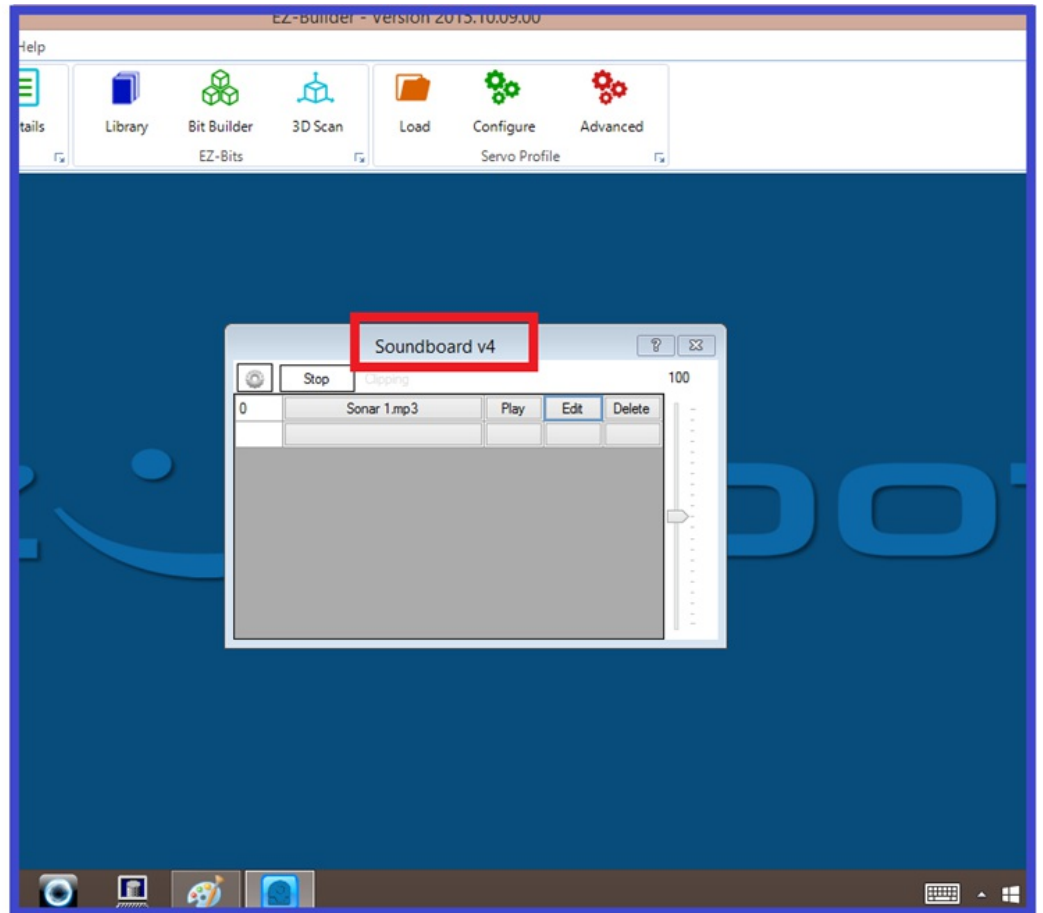 EZ-Builder - Version 2015.10.09.00
Help
tails Library Bit Builder 3D Scan Load Configure Advanced
EZ-Bits Servo Profile
Soundboard v4 ?
Stop Clipping 100
0 Sonar 1.mp3 Play Edit Delete